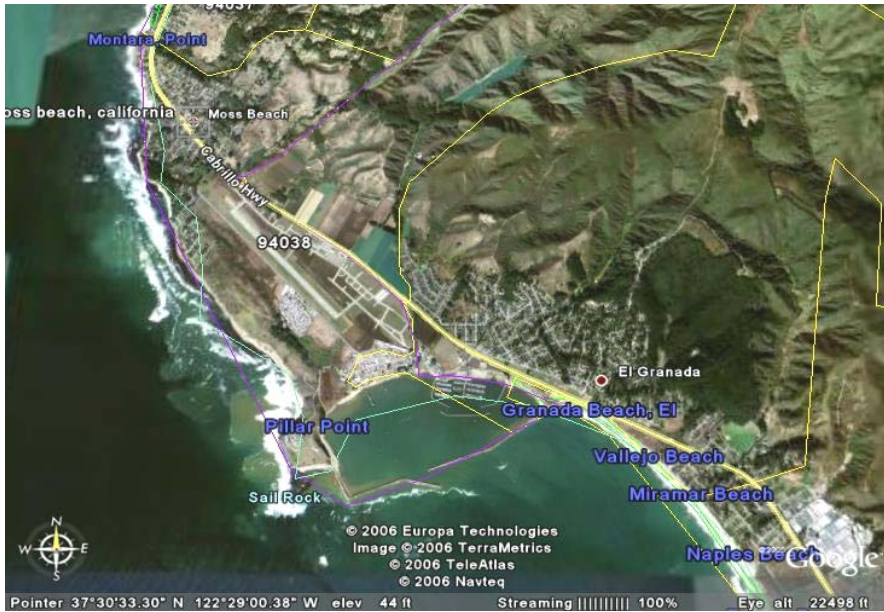 94037
Montara, Point
oss beach, california
Moss Beach
Cabrillo Hwy
94038
El Granada
Granada Beach, El
Pillar Point
Vallejo Beach
Sail Rock
Miramar Beach
N
W E
S
© 2006 Europa Technologies
Image © 2006 TerraMetrics
© 2006 TeleAtlas
© 2006 Navteq
Naples Beach
Google
Pointer 37°30'33.30" N 122°29'00.38" W elev 44 ft Streaming |||||||||| 100% Eye alt 22498 ft